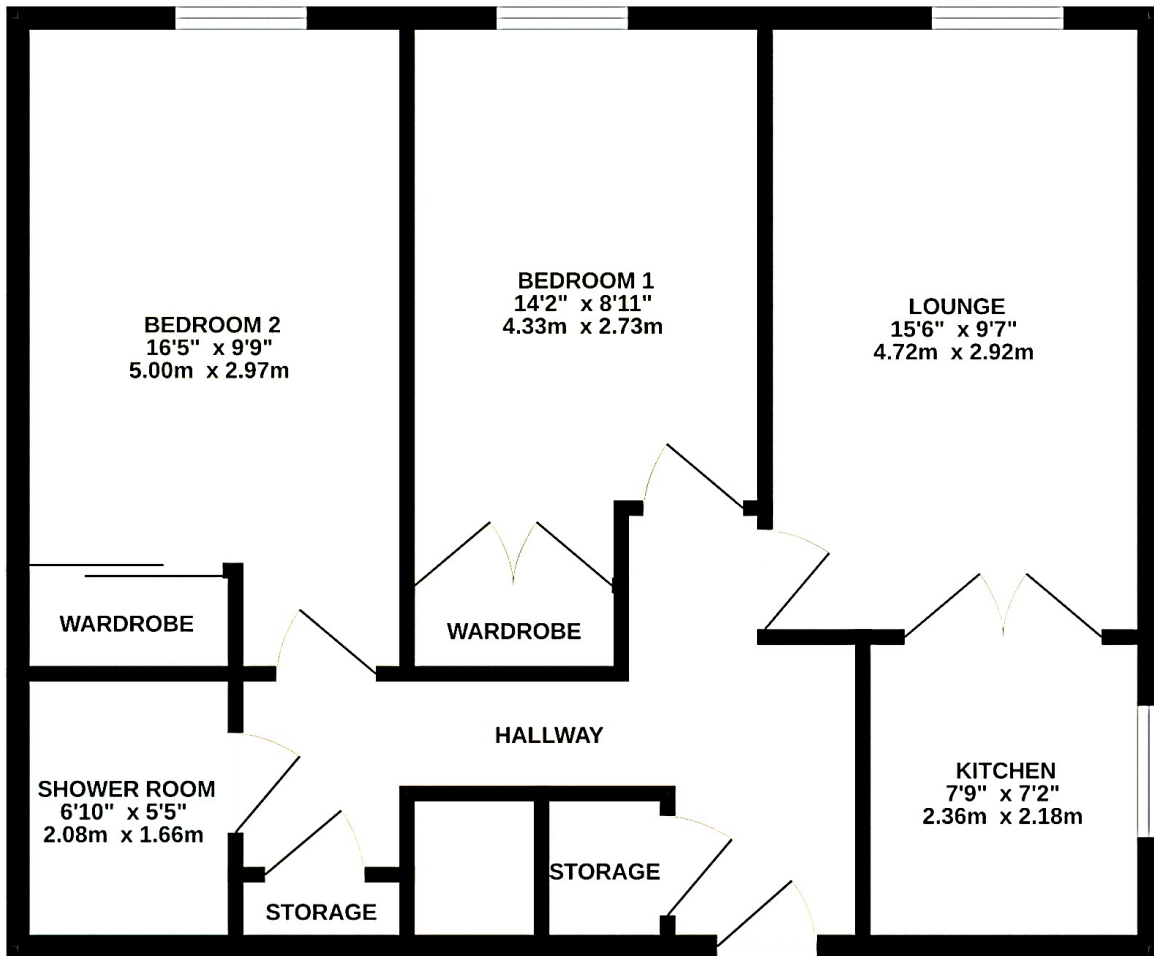 BEDROOM 2
16'5" x 9'9"
5.00m x 2.97m
BEDROOM 1
14'2" x 8'11"
4.33m x 2.73m
LOUNGE
15'6" x 9'7"
4.72m x 2.92m
WARDROBE
WARDROBE
HALLWAY
SHOWER ROOM
6'10" x 5'5"
2.08m x 1.66m
KITCHEN
7'9" x 7'2"
2.36m x 2.18m
STORAGE
STORAGE